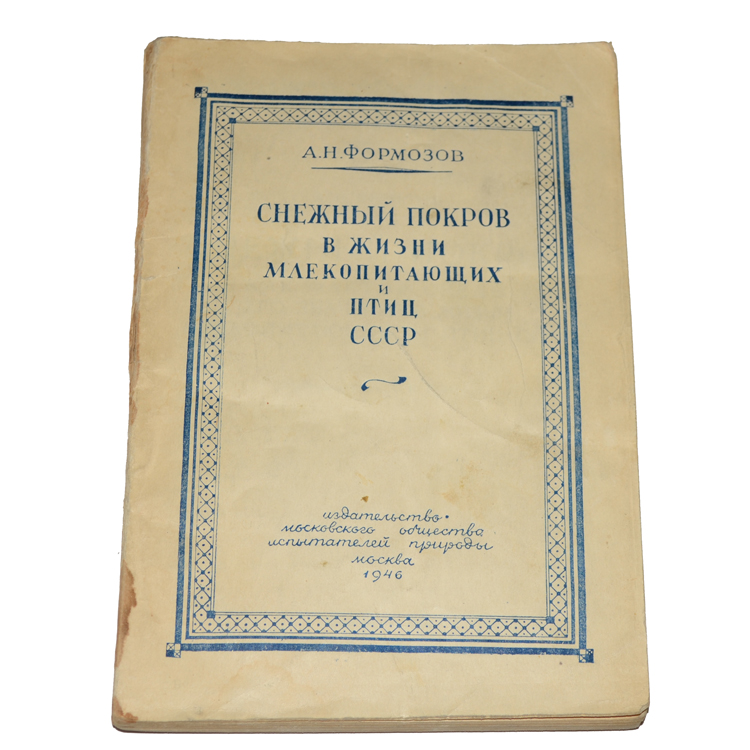 А.Н.ФОРМОЗОВ
СНЕЖНЫЙ ПОКРОВ
В ЖИЗНИ
МЛЕКОПИТАЮЩИХ
И
ПТИЦ
СССР
издательство
московского общества
испытателей природы
москва
1946